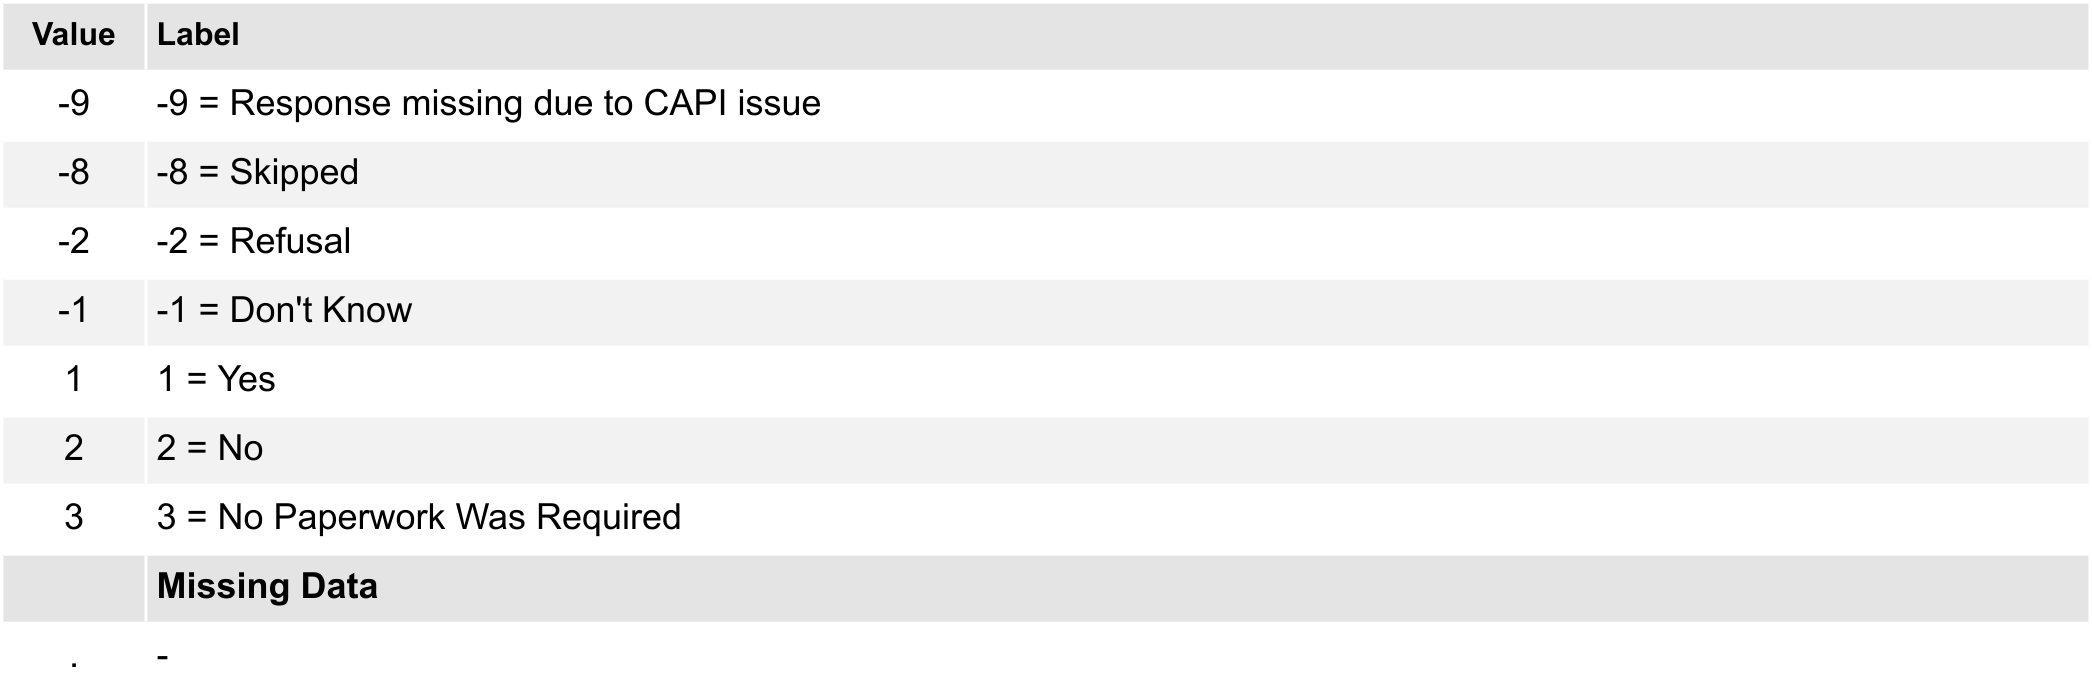 Value Label
-9 -9 = Response missing due to CAPI issue
-8 -8 = Skipped
-2 -2 = Refusal
-1 -1 = Don't Know
1 1 = Yes
2 2 = No
3 3 = No Paperwork Was Required
Missing Data
. -